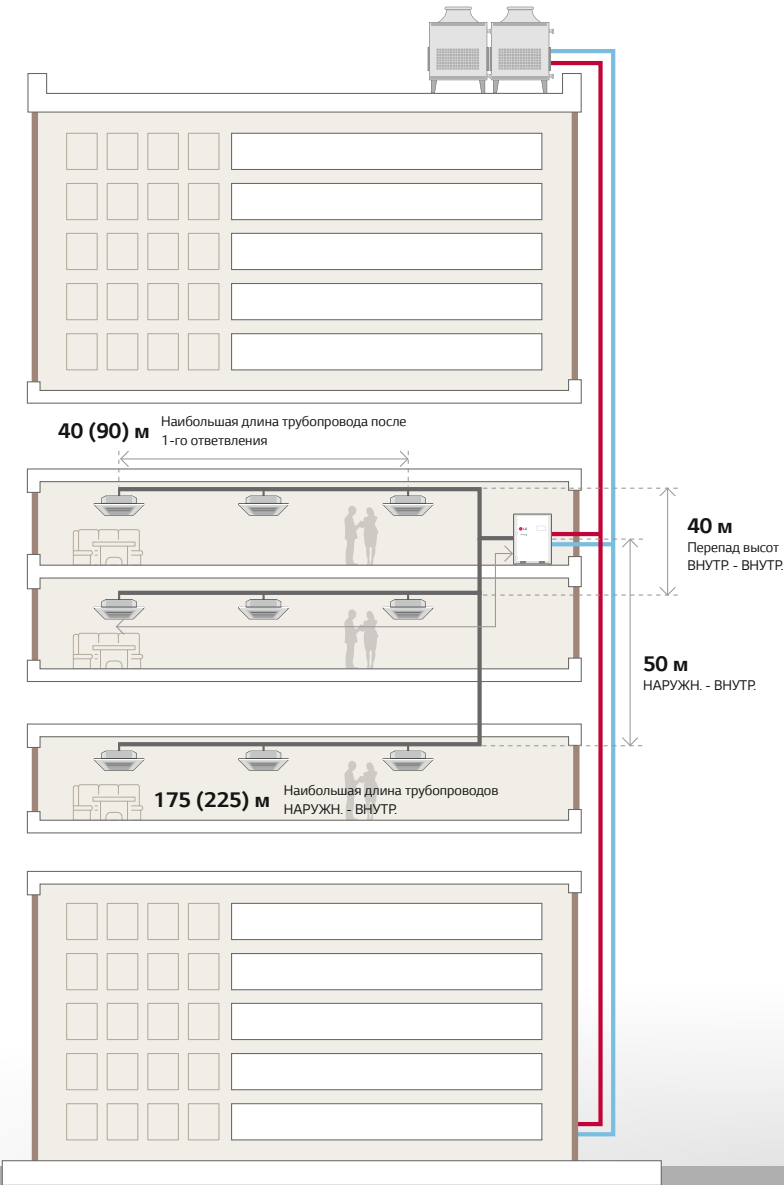 40 (90) м
Наибольшая длина трубопровода после
1-го ответвления
LG
40 м
Перепад высот
ВНУТР. - ВНУТР.
50 м
НАРУЖН. - ВНУТР.
175 (225) м
Наибольшая длина трубопроводов
НАРУЖН. - ВНУТР.